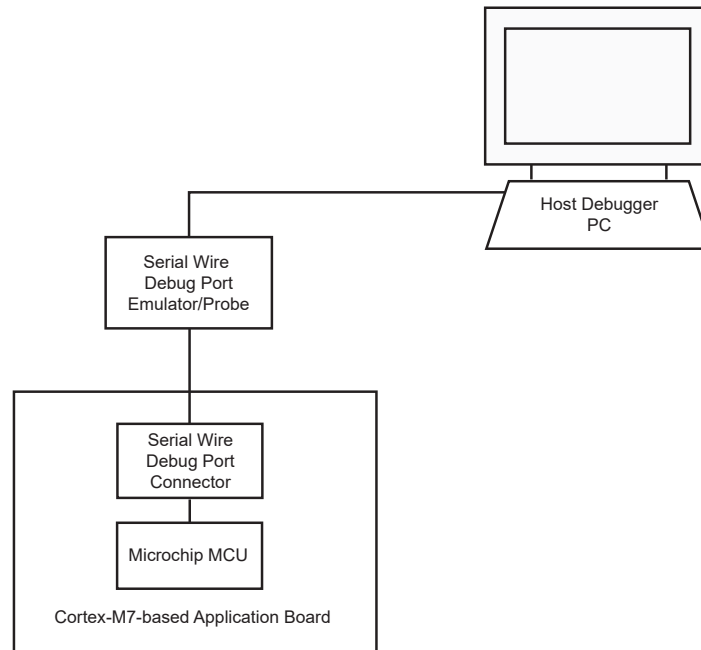 Host Debugger
PC
Serial Wire
Debug Port
Emulator/Probe
Serial Wire
Debug Port
Connector
Microchip MCU
Cortex-M7-based Application Board